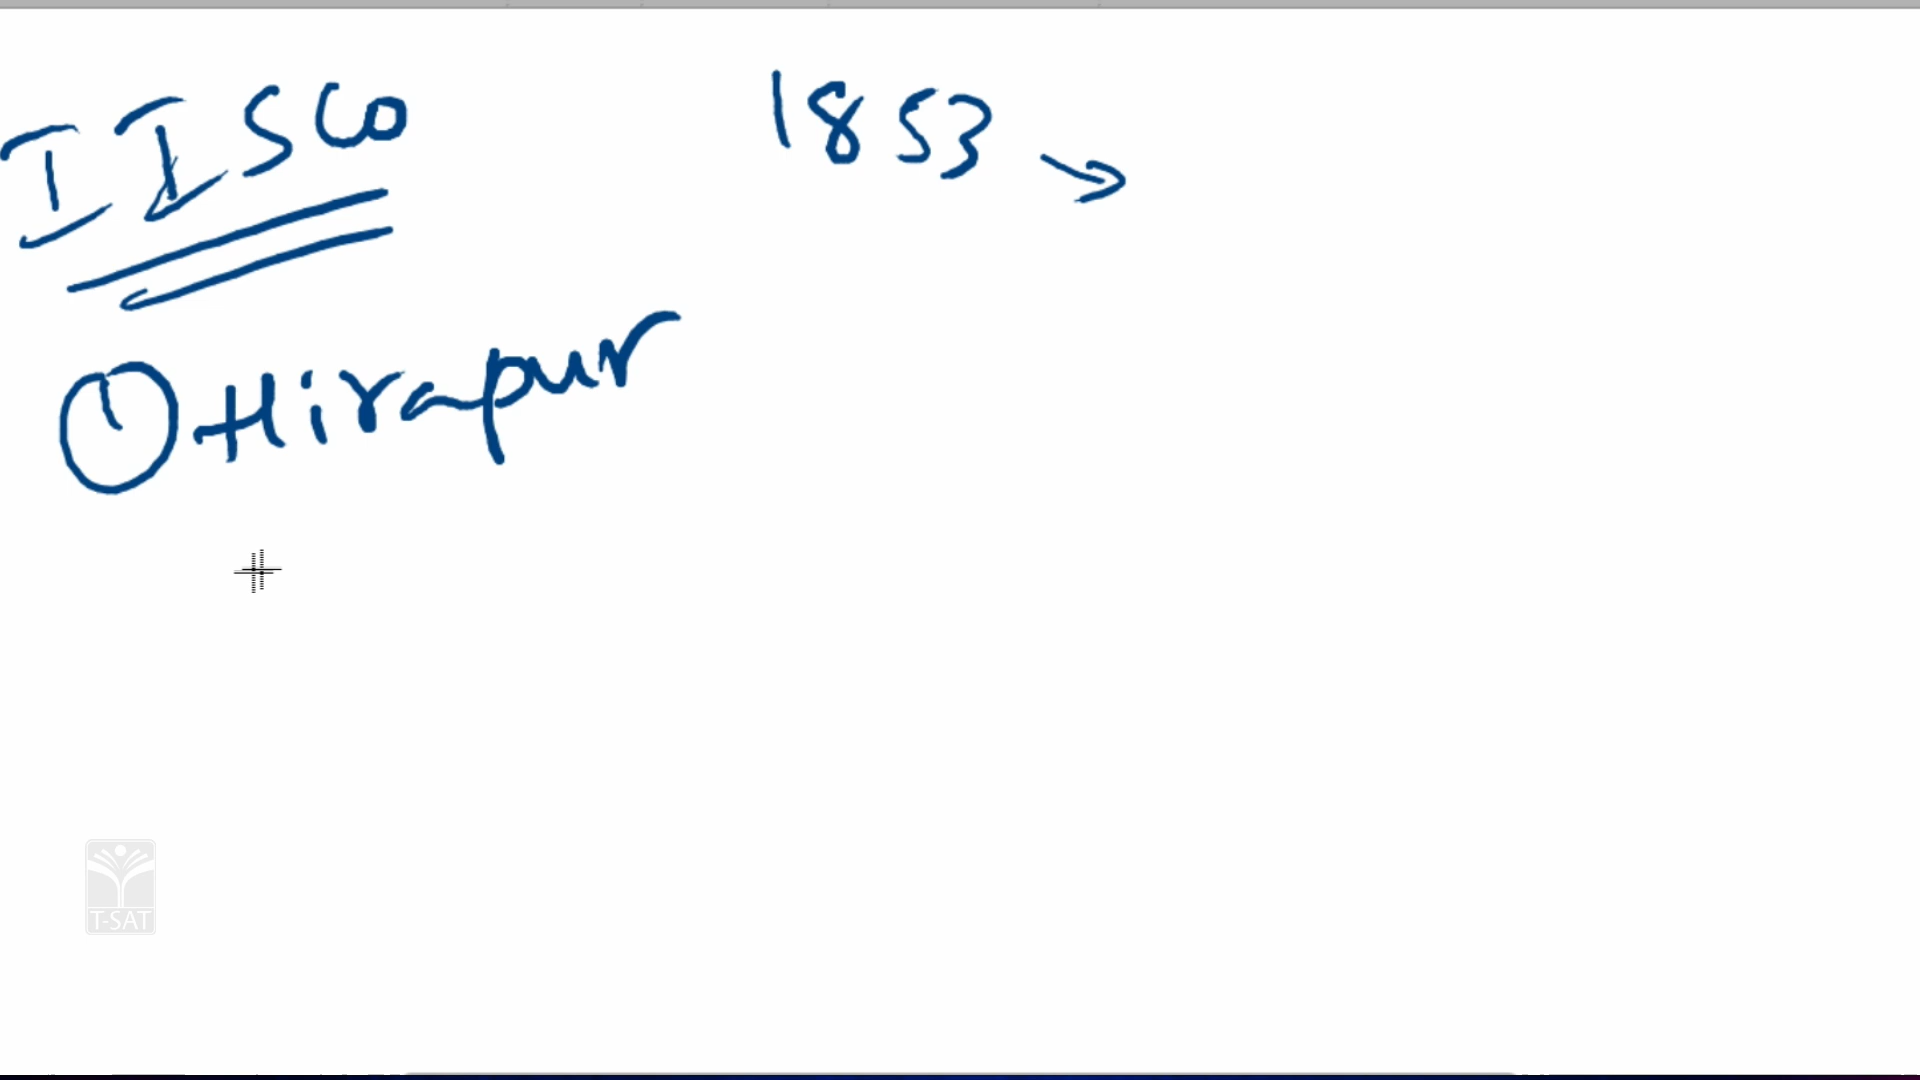 IISCO 1853 →
① Hirapur
T-SAT